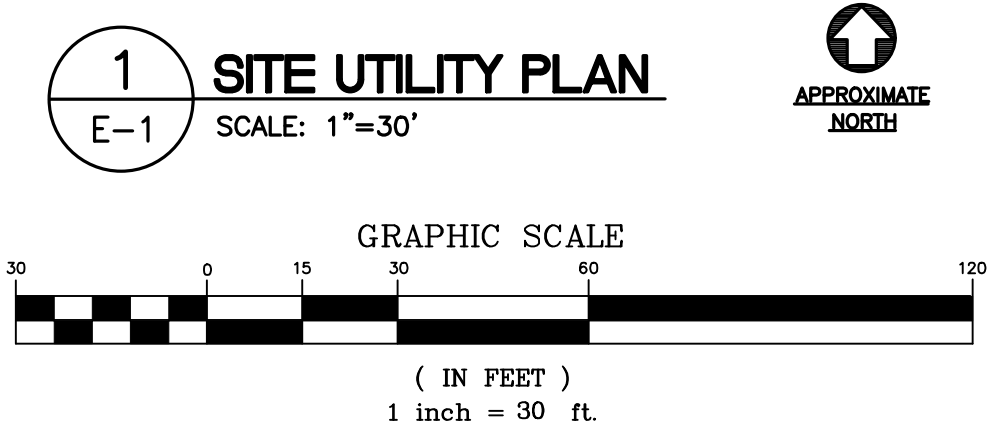 1
E-1
SITE UTILITY PLAN
SCALE: 1"=30'
APPROXIMATE
NORTH
GRAPHIC SCALE
30 0 15 30 60 120
( IN FEET )
1 inch = 30 ft.